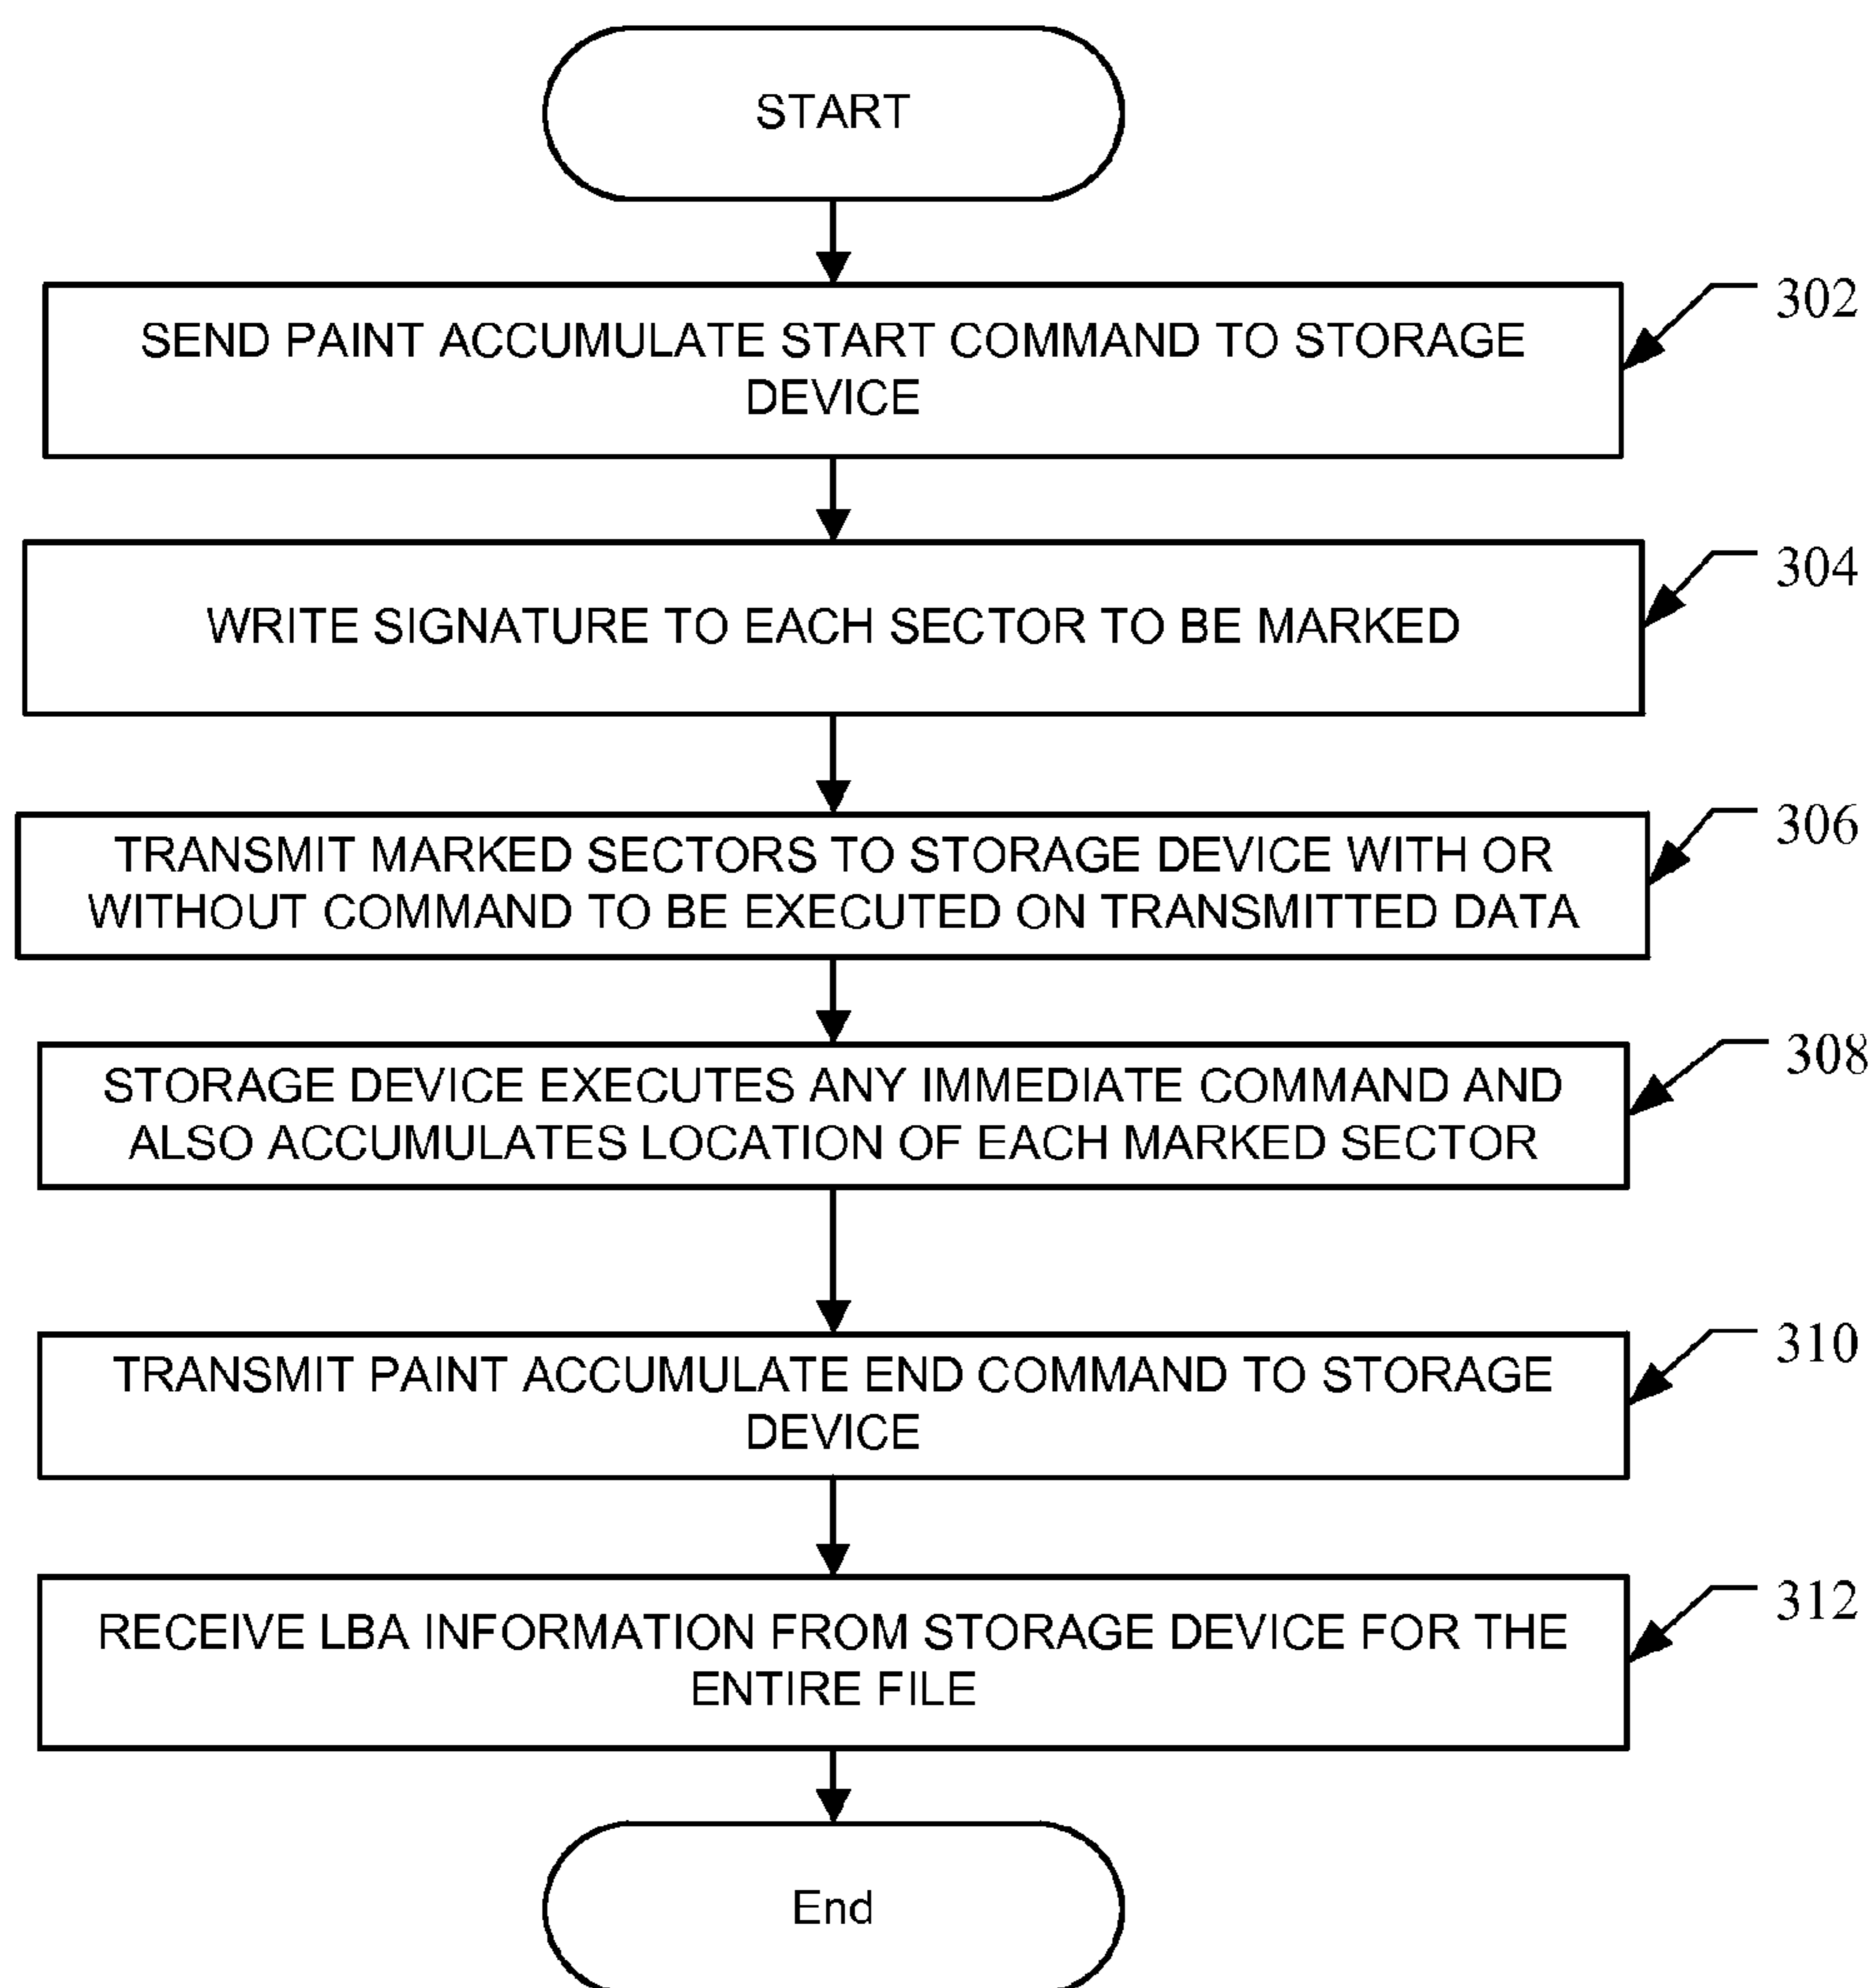 START
302
SEND PAINT ACCUMULATE START COMMAND TO STORAGE
DEVICE
304
WRITE SIGNATURE TO EACH SECTOR TO BE MARKED
306
TRANSMIT MARKED SECTORS TO STORAGE DEVICE WITH OR
WITHOUT COMMAND TO BE EXECUTED ON TRANSMITTED DATA
308
STORAGE DEVICE EXECUTES ANY IMMEDIATE COMMAND AND
ALSO ACCUMULATES LOCATION OF EACH MARKED SECTOR
310
TRANSMIT PAINT ACCUMULATE END COMMAND TO STORAGE
DEVICE
312
RECEIVE LBA INFORMATION FROM STORAGE DEVICE FOR THE
ENTIRE FILE
End